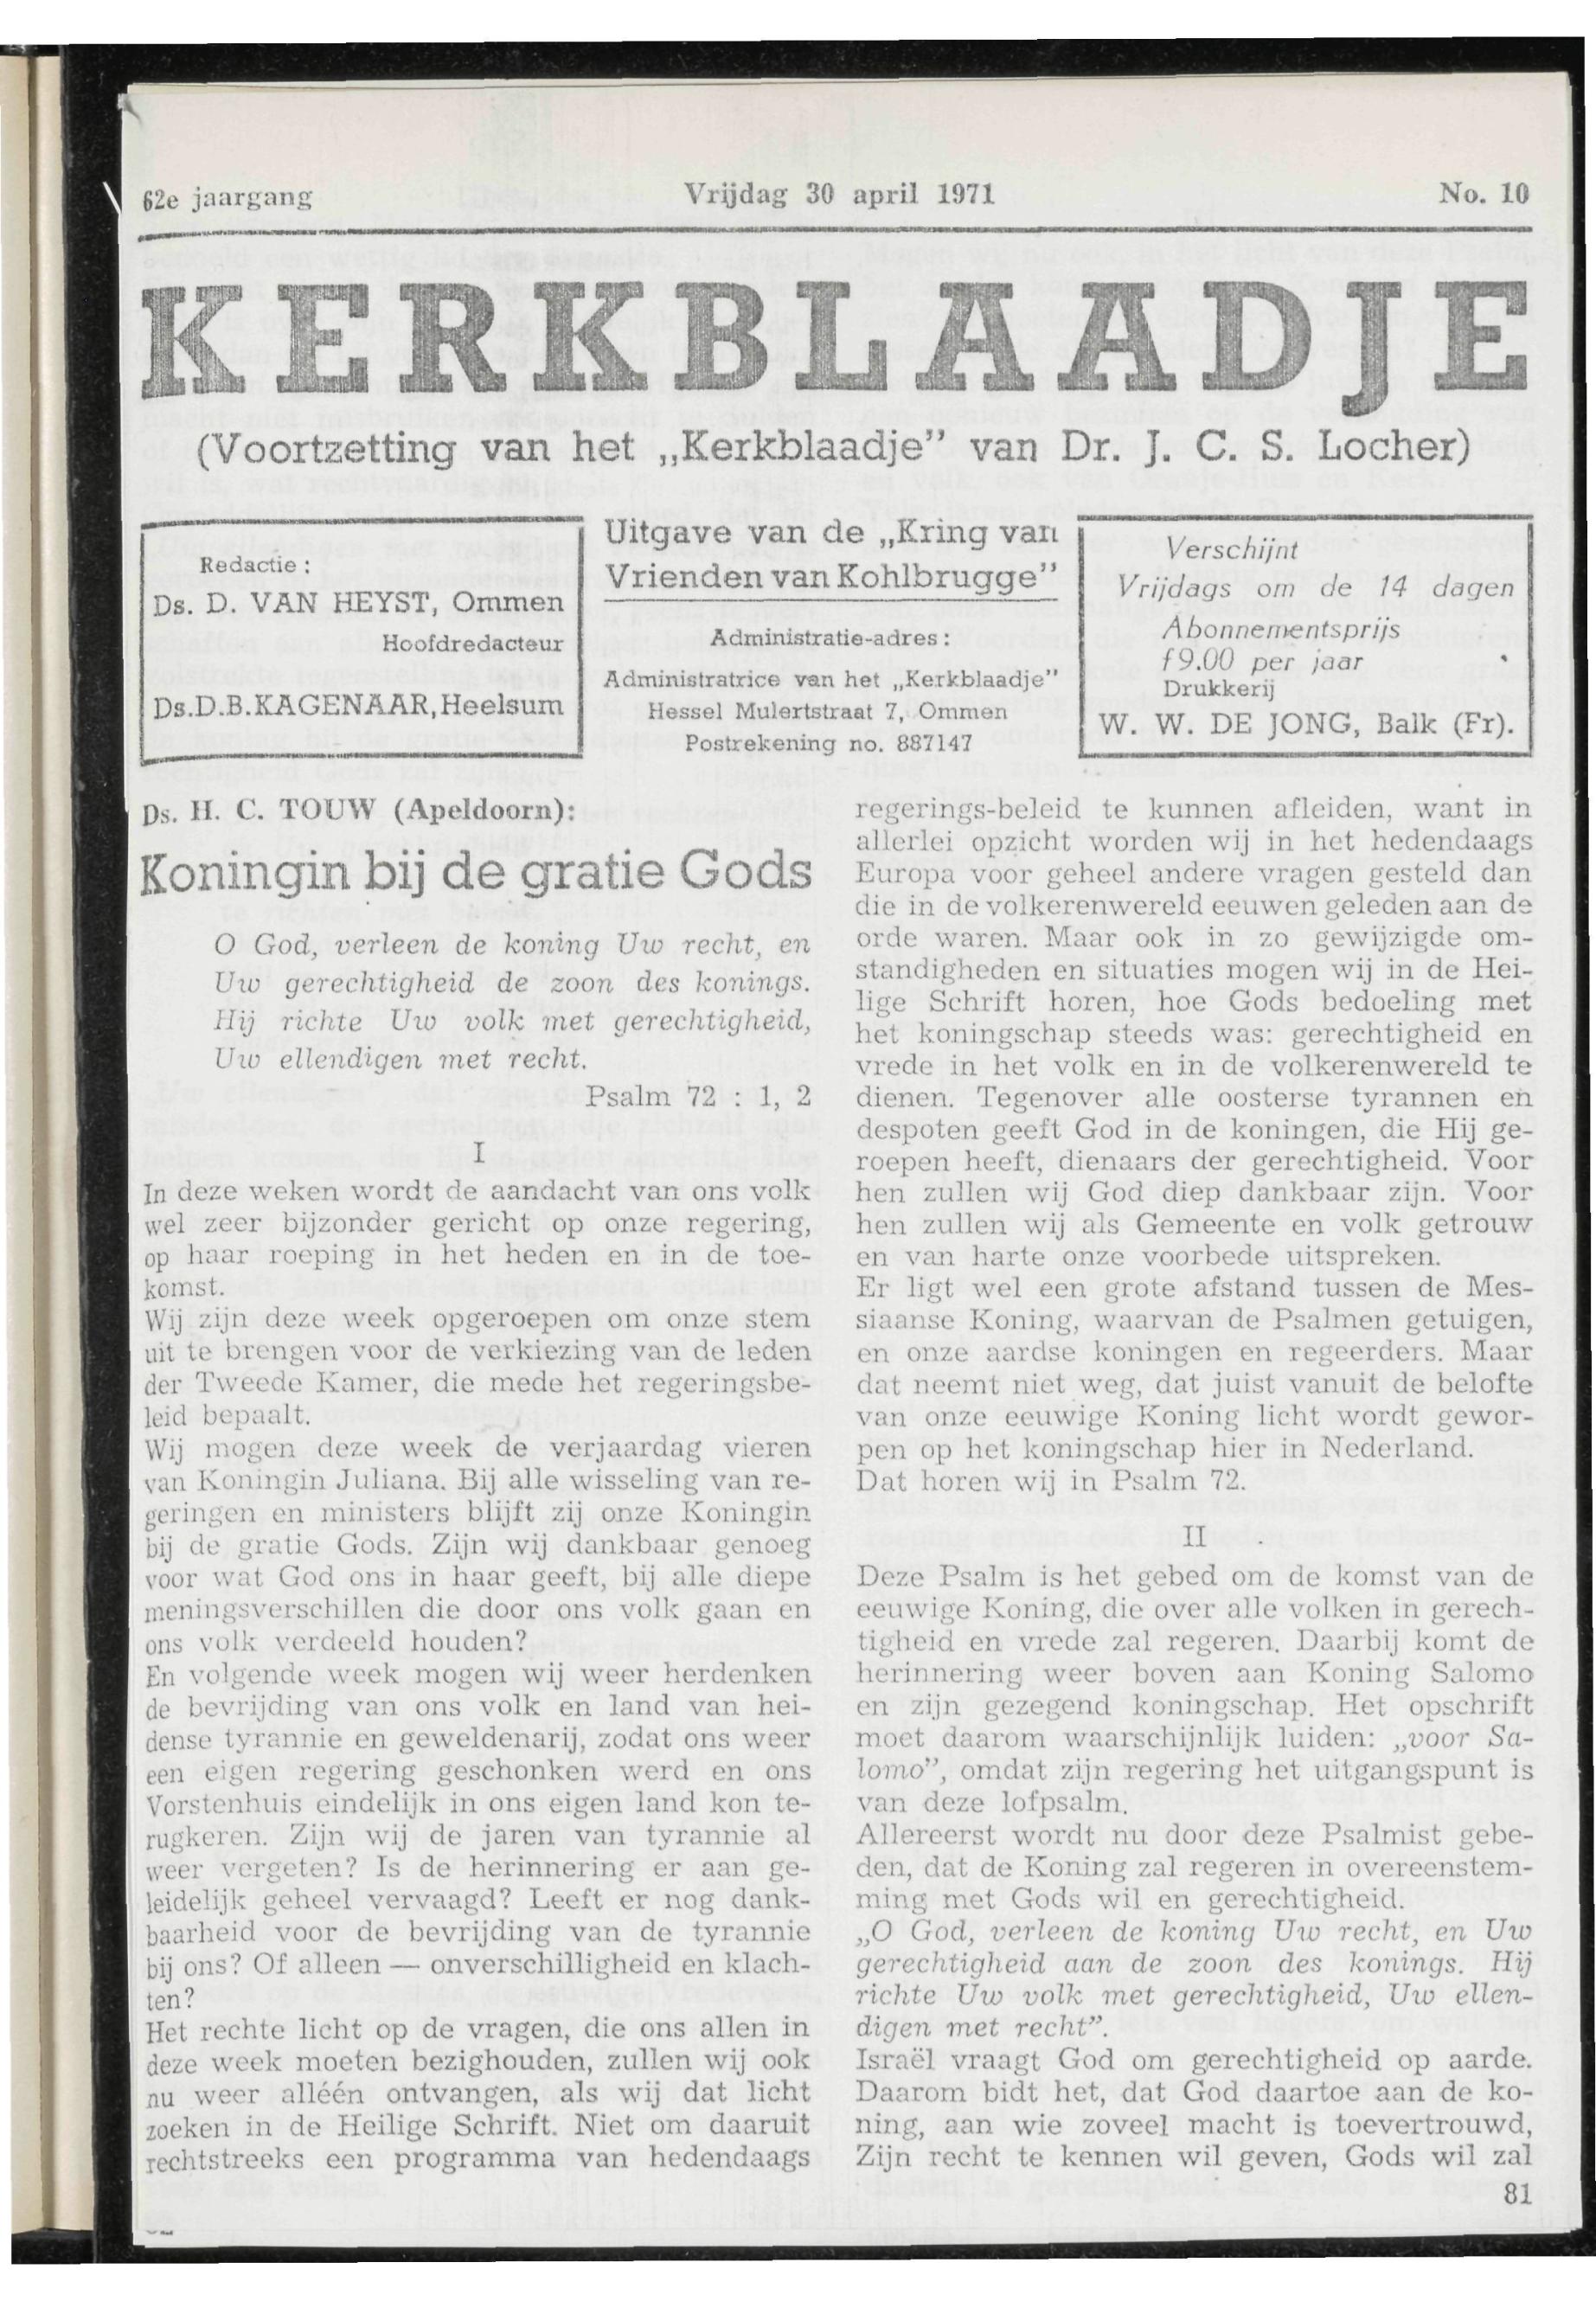 62e jaargang Vrijdag 30 april 1971 No. 10
KERKBLAADJE
(Voortzetting van het „Kerkblaadje” van Dr. J. C. S. Locher)
Redactie :
Ds. D. VAN HEYST, Ommen
Hoofdredacteur
Ds.D.B.KAGENAAR, Heelsum
Uitgave van de „Kring van
Vrienden van Kohlbrugge”
Administratie-adres :
Administratrice van het „Kerkblaadje”
Hessel Mulertstraat 7, Ommen
Postrekening no. 887147
Verschijnt
Vrijdags om de 14 dagen
Abonnementsprijs
f 9.00 per jaar
Drukkerij
W. W. DE JONG, Balk (Fr).
Ds. H. C. TOUW (Apeldoorn):
Koningin bij de gratie Gods
O God, verleen de koning Uw recht, en
Uw gerechtigheid de zoon des konings.
Hij richte Uw volk met gerechtigheid,
Uw ellendigen met recht.
Psalm 72 : 1, 2
I
In deze weken wordt de aandacht van ons volk
wel zeer bijzonder gericht op onze regering,
op haar roeping in het heden en in de toe-
komst.
Wij zijn deze week opgeroepen om onze stem
uit te brengen voor de verkiezing van de leden
der Tweede Kamer, die mede het regeringsbe-
leid bepaalt.
Wij mogen deze week de verjaardag vieren
van Koningin Juliana. Bij alle wisseling van re-
geringen en ministers blijft zij onze Koningin
bij de gratie Gods. Zijn wij dankbaar genoeg
voor wat God ons in haar geeft, bij alle diepe
meningsverschillen die door ons volk gaan en
ons volk verdeeld houden?
En volgende week mogen wij weer herdenken
de bevrijding van ons volk en land van hei-
dense tyrannie en geweldenarij, zodat ons weer
een eigen regering geschonken werd en ons
Vorstenhuis eindelijk in ons eigen land kon te-
rugkeren. Zijn wij de jaren van tyrannie al
weer vergeten? Is de herinnering er aan ge-
leidelijk geheel vervaagd? Leeft er nog dank-
baarheid voor de bevrijding van de tyrannie
bij ons? Of alleen — onverschilligheid en klach-
ten?
Het rechte licht op de vragen, die ons allen in
deze week moeten bezighouden, zullen wij ook
nu weer alléén ontvangen, als wij dat licht
zoeken in de Heilige Schrift. Niet om daaruit
rechtstreeks een programma van hedendaags
regerings-beleid te kunnen afleiden, want in
allerlei opzicht worden wij in het hedendaags
Europa voor geheel andere vragen gesteld dan
die in de volkerenwereld eeuwen geleden aan de
orde waren. Maar ook in zo gewijzigde om-
standigheden en situaties mogen wij in de Hei-
lige Schrift horen, hoe Gods bedoeling met
het koningschap steeds was: gerechtigheid en
vrede in het volk en in de volkerenwereld te
dienen. Tegenover alle oosterse tyrannen en
despoten geeft God in de koningen, die Hij ge-
roepen heeft, dienaars der gerechtigheid. Voor
hen zullen wij God diep dankbaar zijn. Voor
hen zullen wij als Gemeente en volk getrouw
en van harte onze voorbede uitspreken.
Er ligt wel een grote afstand tussen de Mes-
siaanse Koning, waarvan de Psalmen getuigen,
en onze aardse koningen en regeerders. Maar
dat neemt niet weg, dat juist vanuit de belofte
van onze eeuwige Koning licht wordt gewor-
pen op het koningschap hier in Nederland.
Dat horen wij in Psalm 72.
II
Deze Psalm is het gebed om de komst van de
eeuwige Koning, die over alle volken in gerech-
tigheid en vrede zal regeren. Daarbij komt de
herinnering weer boven aan Koning Salomo
en zijn gezegend koningschap. Het opschrift
moet daarom waarschijnlijk luiden: „voor Sa-
lomo”, omdat zijn regering het uitgangspunt is
van deze lofpsalm.
Allereerst wordt nu door deze Psalmist gebe-
den, dat de Koning zal regeren in overeenstem-
ming met Gods wil en gerechtigheid.
„O God, verleen de koning Uw recht, en Uw
gerechtigheid aan de zoon des konings. Hij
richte Uw volk met gerechtigheid, Uw ellen-
digen met recht”.
Israël vraagt God om gerechtigheid op aarde.
Daarom bidt het, dat God daartoe aan de ko-
ning, aan wie zoveel macht is toevertrouwd,
Zijn recht te kennen wil geven, Gods wil zal
81